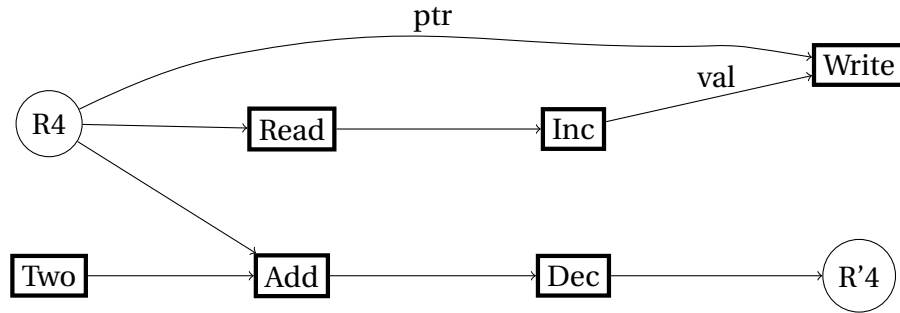 ptr
Write
val
R4
Read
Inc
Two
Add
Dec
R'4